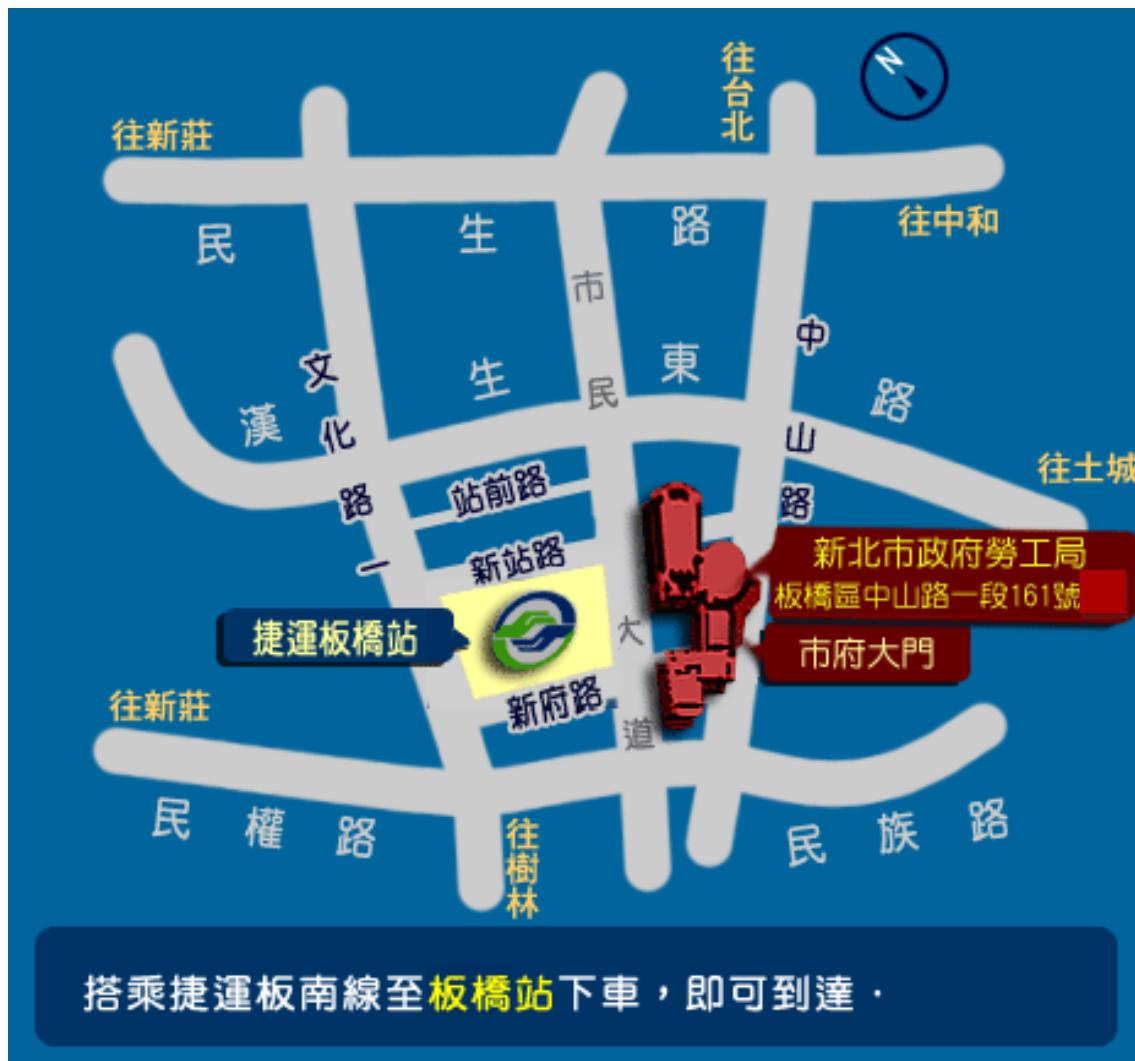 N
往台北
往新莊
往中和
民生路
市民大道
文化路一
中山路
漢生東路
往土城
站前路
新站路
新北市政府勞工局
板橋區中山路一段161號
捷運板橋站
市府大門
新府路
往新莊
民權路
往樹林
民族路
搭乘捷運板南線至板橋站下車，即可到達．